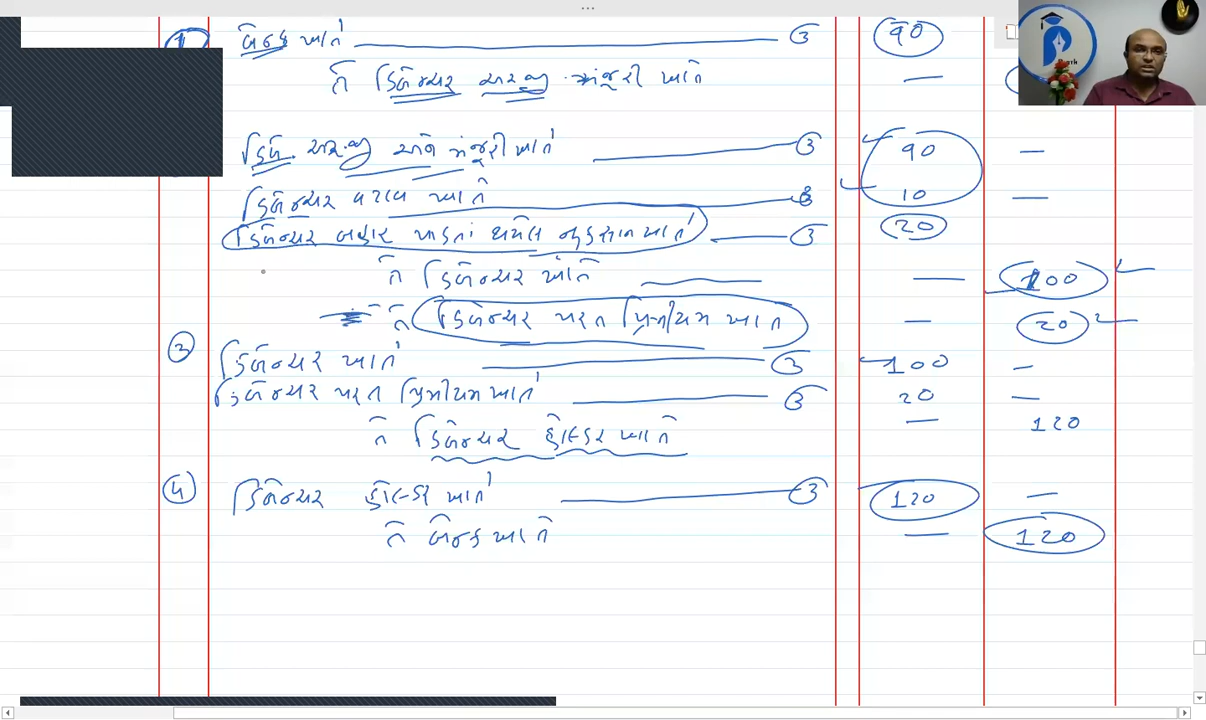 ① બેન્ક ખાતે ——— ઉ 90
તે ડિબેન્ચર અરજી મંજૂરી ખાતે —
ડિબે. અરજી અને મંજૂરી ખાતે ——— ઉ 90 —
ડિબેન્ચર વટાવ ખાતે ——— ઉ 10 —
ડિબેન્ચર બહાર પાડતાં થયેલ નુકસાન ખાતે ——— ઉ 20
તે ડિબેન્ચર ખાતે ——— — 100
તે ડિબેન્ચર પરત પ્રિમીયમ ખાતે — 20
③ ડિબેન્ચર ખાતે ——— ઉ 100 —
ડિબેન્ચર પરત પ્રિમીયમ ખાતે ——— ઉ 20 —
તે ડિબેન્ચર હોલ્ડર ખાતે — 120
④ ડિબેન્ચર હોલ્ડર ખાતે ——— ઉ 120 —
તે બેન્ક ખાતે — 120